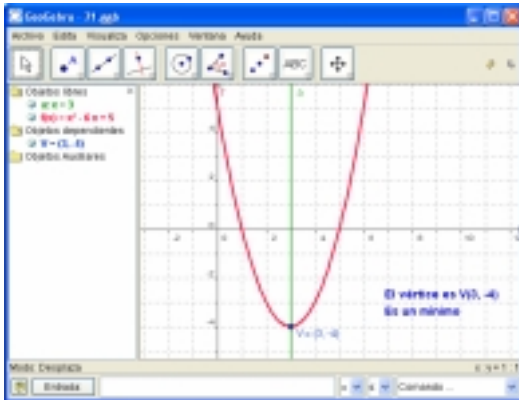 GeoGebra - 71.ggb
Archivo Edita Visualiza Opciones Ventana Ayuda
ABC
Objetos libres
a: x = 3
f(x) = x² - 6x + 5
Objetos dependientes
V = (3, -4)
Objetos Auxiliares
El vértice es V(3, -4)
Es un mínimo
V = (3, -4)
Modo: Desplaza
Entrada
Comando ...